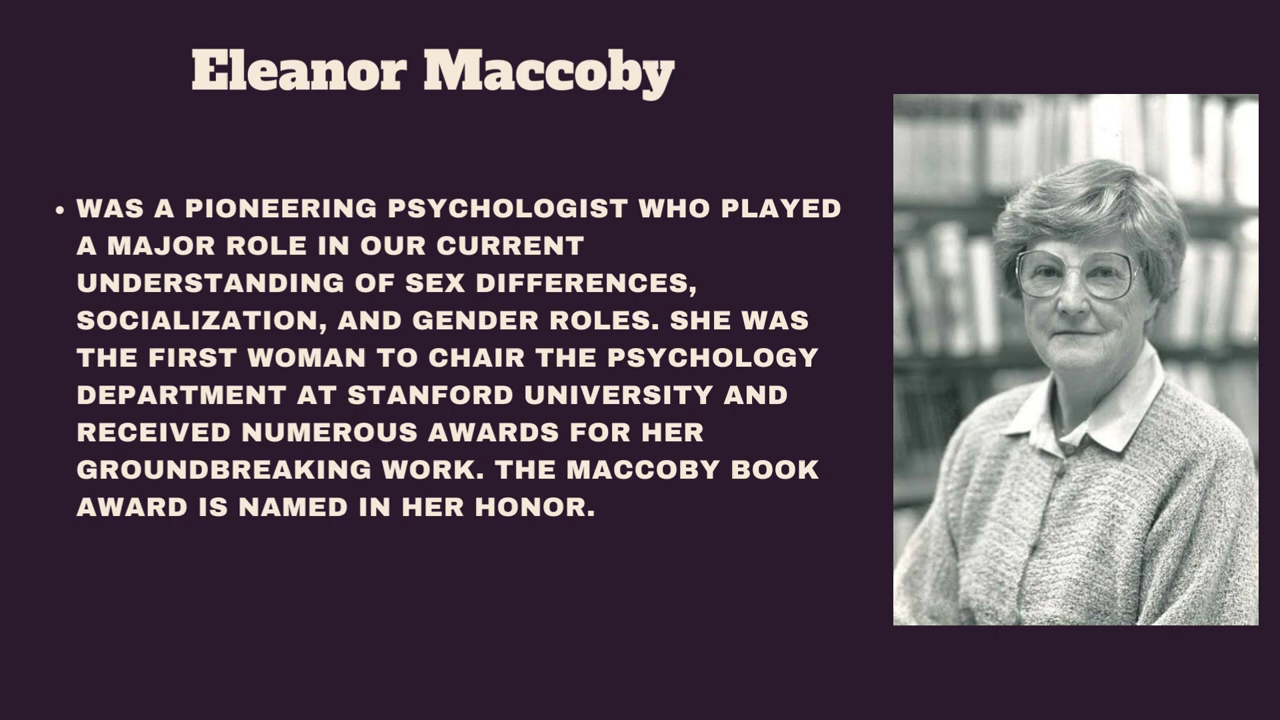 Eleanor Maccoby
• WAS A PIONEERING PSYCHOLOGIST WHO PLAYED
A MAJOR ROLE IN OUR CURRENT
UNDERSTANDING OF SEX DIFFERENCES,
SOCIALIZATION, AND GENDER ROLES. SHE WAS
THE FIRST WOMAN TO CHAIR THE PSYCHOLOGY
DEPARTMENT AT STANFORD UNIVERSITY AND
RECEIVED NUMEROUS AWARDS FOR HER
GROUNDBREAKING WORK. THE MACCOBY BOOK
AWARD IS NAMED IN HER HONOR.